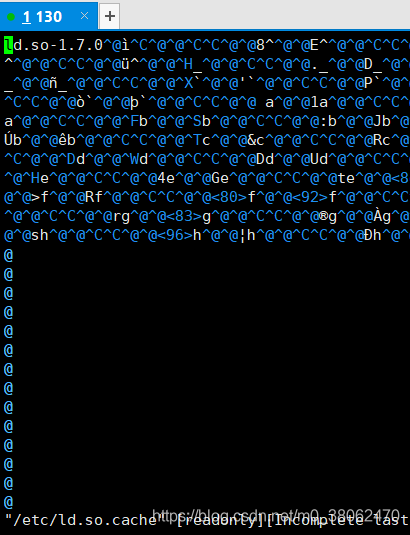 1 130
ld.so-1.7.0^@ì^C^@^@^C^C^@^@8^^@^@E^^@^@^C^C
^^@^@^C^C^@^@ü^^@^@^H_^@^@^C^C^@^@._^@^@D_^@
_^@^@ñ_^@^@^C^C^@^@^X`^@^@'`^@^@^C^C^@^@P`^@
^C^C^@^@ò`^@^@þ`^@^@^C^C^@^@ a^@^@1a^@^@^C^C
a^@^@^C^C^@^@^Fb^@^@^Sb^@^@^C^C^@^@:b^@^@Jb^
Úb^@^@êb^@^@^C^C^@^@^Tc^@^@&c^@^@^C^C^@^@Rc^
^C^@^@^Dd^@^@^Wd^@^@^C^C^@^@Dd^@^@Ud^@^@^C^C
^@^@^He^@^@^C^C^@^@4e^@^@Ge^@^@^C^C^@^@te^@^@<8
@^@>f^@^@Rf^@^@^C^C^@^@<80>f^@^@<92>f^@^@^C^C
^@^@^@^C^C^@^@rg^@^@<83>g^@^@^C^C^@^@®g^@^@Àg^@
@^@sh^@^@^C^C^@^@<96>h^@^@¦h^@^@^C^C^@^@Ðh^@
@
@
@
@
@
@
@
@
@
@
@
@
@
@
"/etc/ld.so.cache" [readonly][Incomplete last
https://blog.csdn.net/m0_38062470